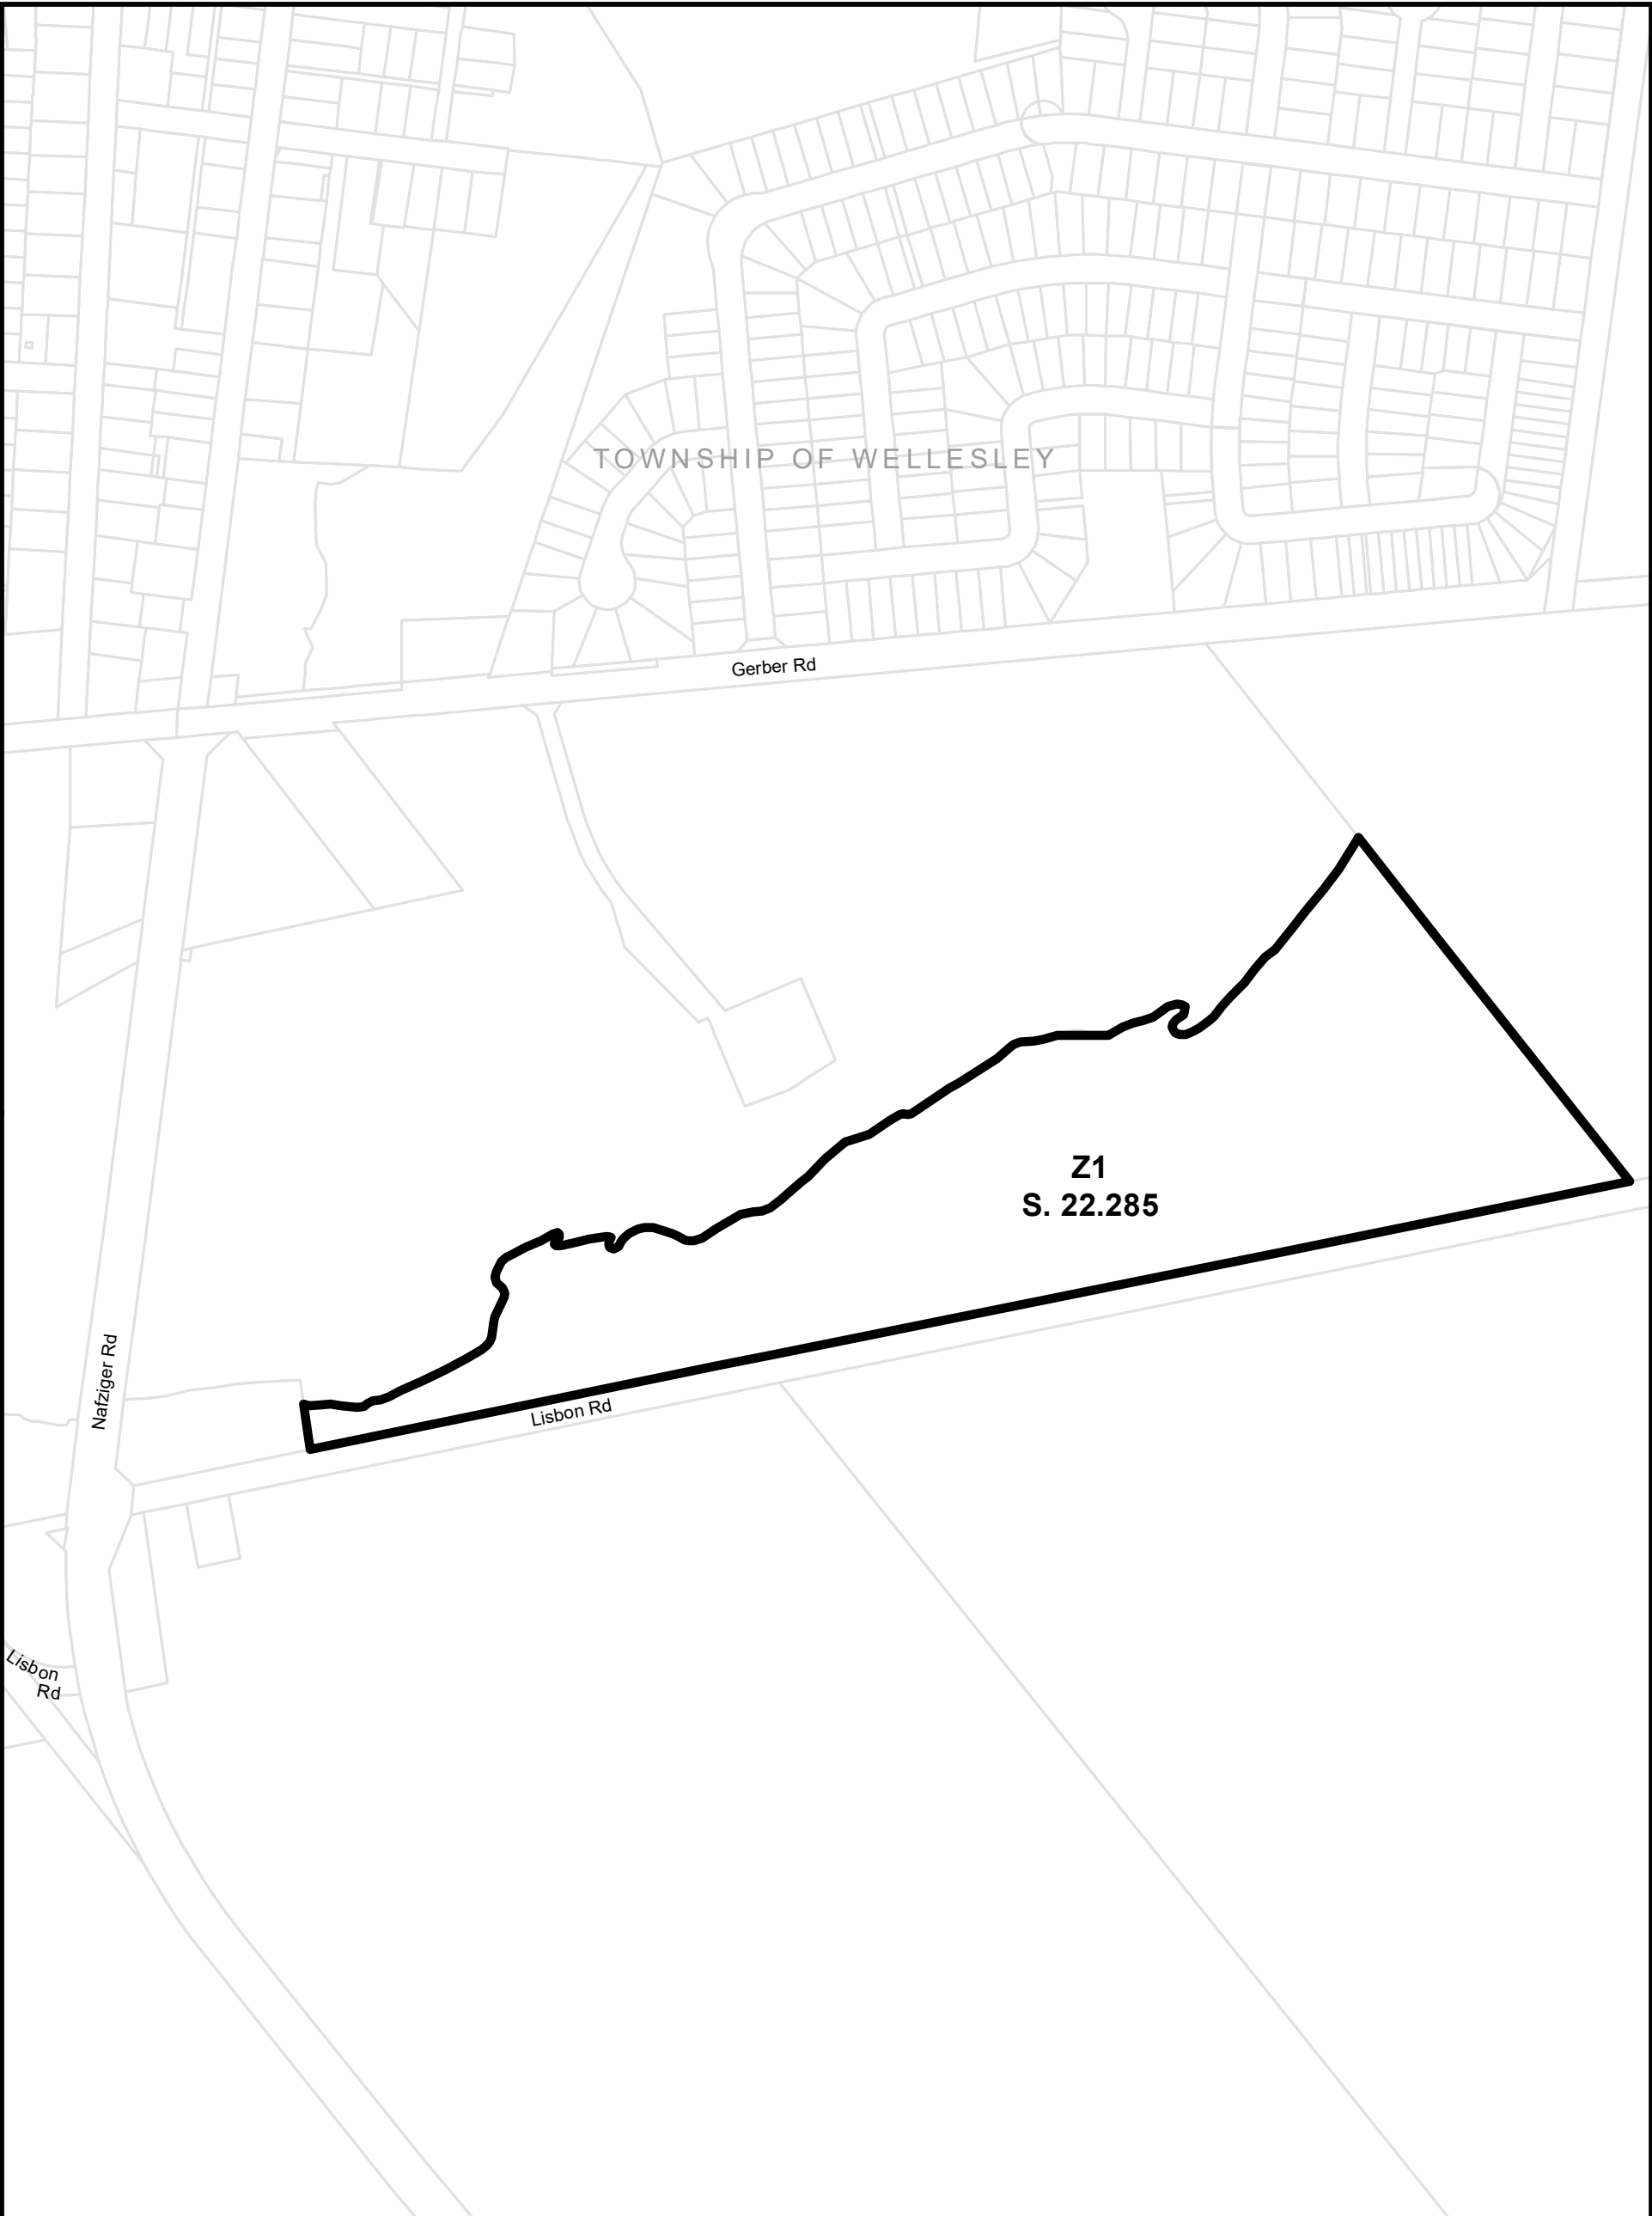 TOWNSHIP OF WELLESLEY
Gerber Rd
Z1
S. 22.285
Nafziger Rd
Lisbon Rd
Lisbon
Rd